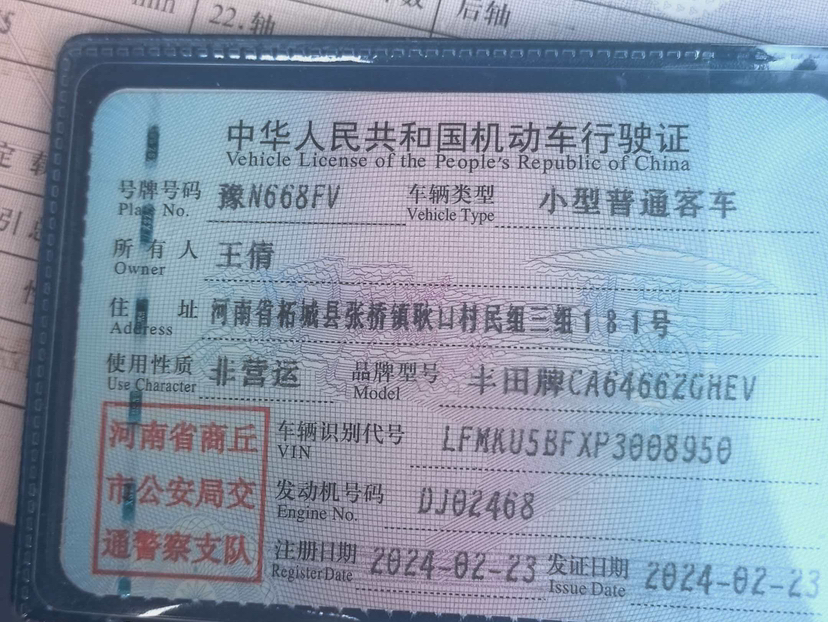 22.轴
后轴
中华人民共和国机动车行驶证
Vehicle License of the People's Republic of China
号牌号码 豫N668FV 车辆类型 小型普通客车
Plate No. Vehicle Type
所有人 王倩
Owner
住址 河南省柘城县张桥镇耿口村民组三组181号
Address
使用性质 非营运 品牌型号 丰田牌CA64662GHEV
Use Character Model
河南省商丘 车辆识别代号 LFMKU5BFXP3008950
VIN
市公安局交 发动机号码 DJ02468
Engine No.
通警察支队 注册日期 2024-02-23 发证日期 2024-02-23
Register Date Issue Date